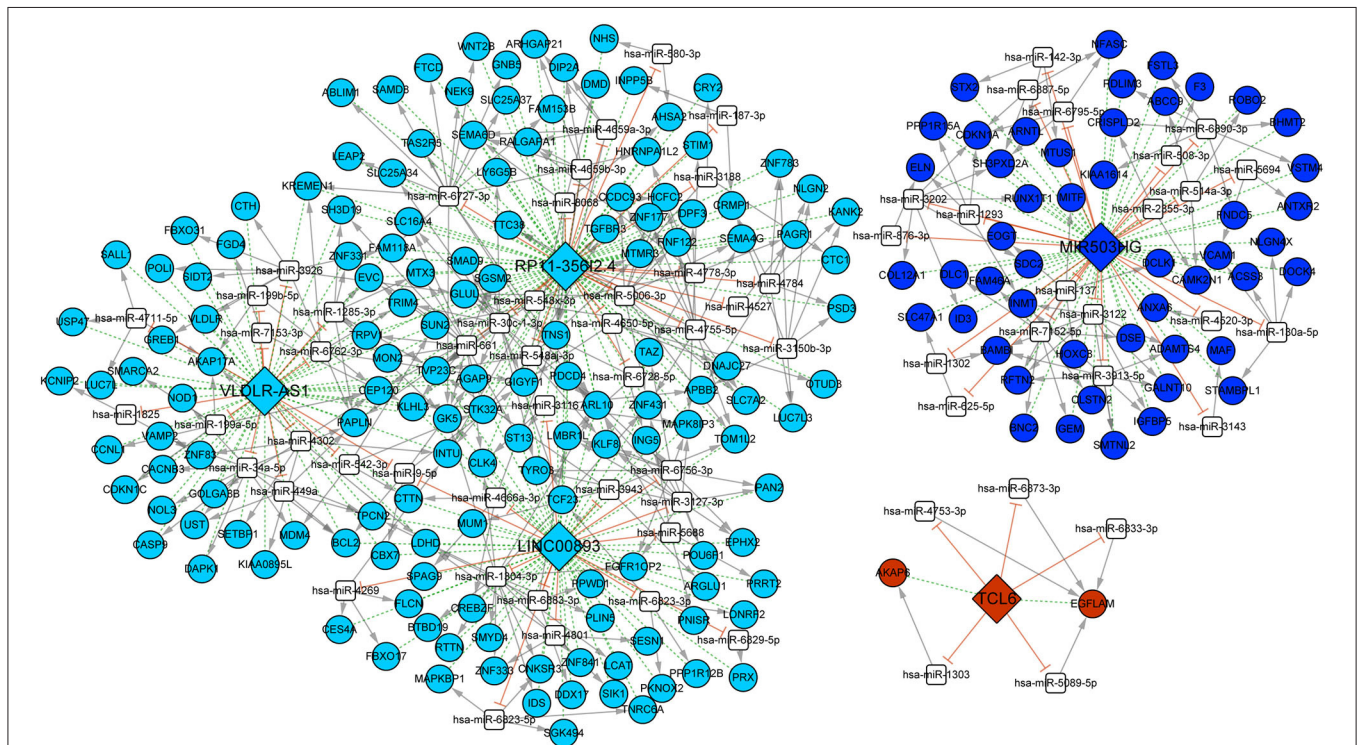 NHS
hsa-miR-580-3p
WNT2B
ARHGAP21
GNB5
DIP2A
FTCD
INPP5B
DMD
CRY2
ABLIM1
SAMD8
NEK9
SLC25A37
FAM153B
AHSA2
hsa-miR-187-3p
SEMA6D
hsa-miR-4659a-3p
TAS2R5
RALGAPA1
HNRNPA1L2
STIM1
LEAP2
LY6G5B
hsa-miR-4659b-3p
ZNF783
SLC25A34
hsa-miR-6727-3p
hsa-miR-8068
hsa-miR-3188
KREMEN1
CCDC93
HCFC2
NLGN2
CTH
SH3D19
SLC16A4
TTC38
ZNF177
DPF3
CRMP1
KANK2
FBXO31
TGFBR3
FGD4
ZNF331
FAM118A
RNF122
SEMA4G
PAGR1
SALL1
MTMR3
CTC1
POLI
SIDT2
hsa-miR-3926
EVC
MTX3
SMAD9
SGSM2
RP11-356I2.4
hsa-miR-4778-3p
hsa-miR-4784
hsa-miR-199b-5p
TRIM4
GLUL
hsa-miR-548x-3p
hsa-miR-5006-3p
hsa-miR-4527
PSD3
USP47
hsa-miR-4711-5p
VLDLR
hsa-miR-1285-3p
SUN2
hsa-miR-30c-1-3p
hsa-miR-4650-5p
hsa-miR-4755-5p
GREB1
hsa-miR-7153-3p
TRPV1
TNS1
hsa-miR-6762-3p
hsa-miR-661
hsa-miR-548aj-3p
TAZ
hsa-miR-3150b-3p
AKAP17A
MON2
DNAJC27
SMARCA2
TVP23C
AGAP9
GIGYF1
PDCD4
hsa-miR-6728-5p
KCNIP2
LUC7L
VLDLR-AS1
CEP120
APBB2
OTUD3
NOD1
KLHL3
STK32A
hsa-miR-3116
ARL10
ZNF431
SLC7A2
hsa-miR-1825
PAPLN
GK5
LUC7L3
hsa-miR-199a-5p
MAPK8IP3
VAMP2
hsa-miR-4302
ST13
LMBR1L
KLF8
ING5
TOM1L2
CCNL1
ZNF83
INTU
CACNB3
hsa-miR-34a-5p
hsa-miR-542-3p
CLK4
TYRO3
hsa-miR-6756-3p
hsa-miR-9-5p
CDKN1C
GOLGA8B
hsa-miR-449a
hsa-miR-4666a-3p
hsa-miR-3943
PAN2
NOL3
CTTN
TCF23
hsa-miR-3127-3p
UST
TPCN2
SETBP1
MDM4
MUM1
hsa-miR-5688
CASP9
BCL2
LDHD
LINC00893
EPHX2
DAPK1
KIAA0895L
CBX7
POU6F1
FGFR1OP2
SPAG9
hsa-miR-1304-3p
PPWD1
ARGLU1
PRRT2
hsa-miR-4269
FLCN
hsa-miR-6883-3p
hsa-miR-6823-3p
CREBZF
PLIN5
LONRF2
CES4A
BTBD19
PNISR
SMYD4
hsa-miR-4801
hsa-miR-6829-5p
RTTN
SESN1
FBXO17
ZNF333
ZNF841
LCAT
PPP1R12B
PRX
CNKSR3
MAPKBP1
SIK1
PKNOX2
DDX17
IDS
TNRC6A
hsa-miR-6823-5p
SGK494
NFASC
hsa-miR-142-3p
FSTL3
STX2
hsa-miR-6887-5p
PDLIM3
F3
ABCC9
ROBO2
hsa-miR-6795-5p
CRISPLD2
PPP1R15A
CDKN1A
ARNTL
hsa-miR-6890-3p
BHMT2
MTUS1
hsa-miR-508-3p
SH3PXD2A
KIAA1614
hsa-miR-5694
VSTM4
ELN
hsa-miR-514a-3p
hsa-miR-3202
RUNX1T1
MITF
hsa-miR-2355-3p
ANTXR2
hsa-miR-1293
FNDC5
hsa-miR-876-3p
EOGT
MIR503HG
NLGN4X
VCAM1
SDC2
DCLK1
COL12A1
DLC1
CAMK2N1
ACSS3
DOCK4
FAM46A
hsa-miR-137
INMT
ANXA6
SLC47A1
ID3
hsa-miR-3122
hsa-miR-4520-3p
hsa-miR-130a-5p
hsa-miR-7152-5p
DSE
BAMBI
HOXC8
ADAMTS4
MAF
hsa-miR-1302
hsa-miR-3913-5p
RFTN2
GALNT10
STAMBPL1
CLSTN2
hsa-miR-625-5p
IGFBP5
BNC2
GEM
hsa-miR-3143
SMTNL2
hsa-miR-6873-3p
hsa-miR-4753-3p
hsa-miR-6833-3p
AKAP6
TCL6
EGFLAM
hsa-miR-1303
hsa-miR-5089-5p